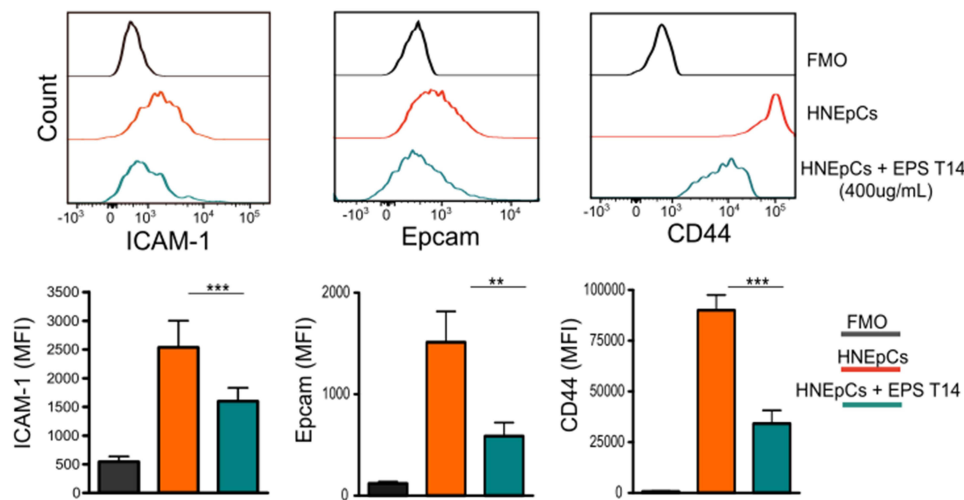 Count
-10³ 0 10³ 10⁴ 10⁵
ICAM-1
-10³ 0 10³ 10⁴
Epcam
-10³ 0 10³ 10⁴ 10⁵
CD44
FMO
HNEpCs
HNEpCs + EPS T14
(400ug/mL)
ICAM-1 (MFI)
3500
3000
2500
2000
1500
1000
500
0
***
Epcam (MFI)
2000
1000
0
**
CD44 (MFI)
100000
75000
50000
25000
0
***
FMO
HNEpCs
HNEpCs + EPS T14